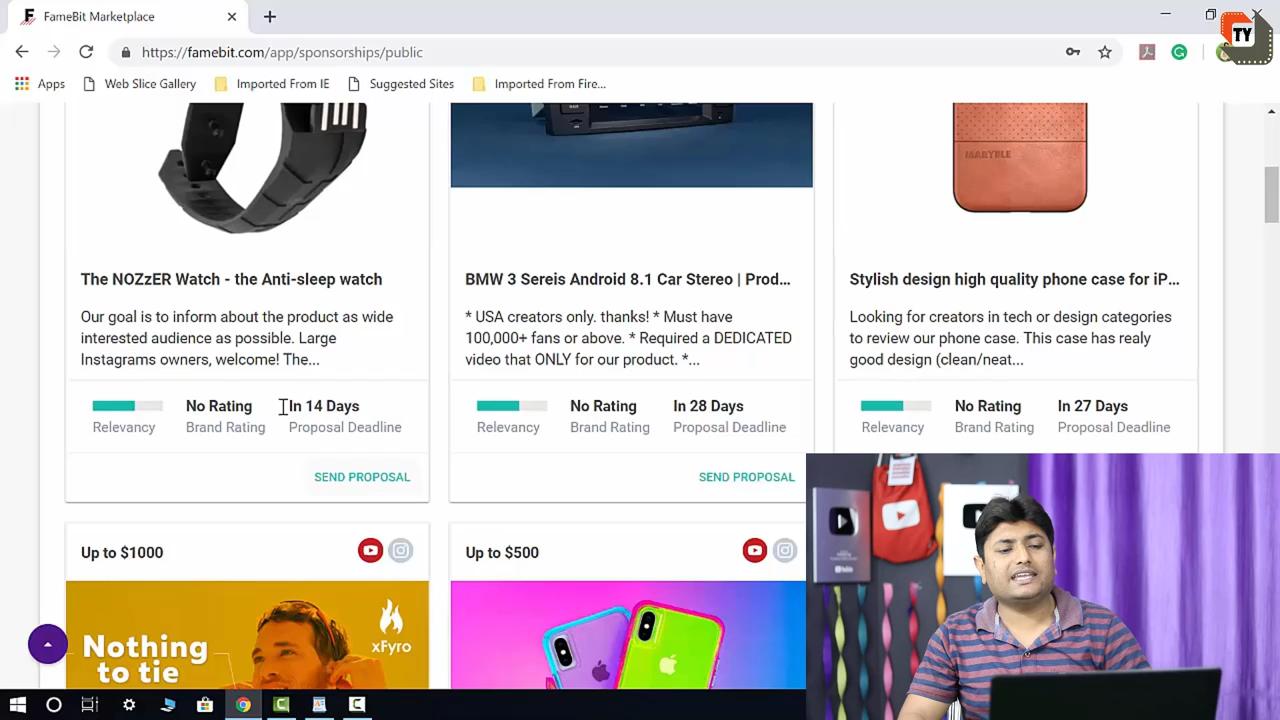 FameBit Marketplace
TY
https://famebit.com/app/sponsorships/public
Apps
Web Slice Gallery
Imported From IE
Suggested Sites
Imported From Fire...
MARYBLE
The NOZzER Watch - the Anti-sleep watch
Our goal is to inform about the product as wide
interested audience as possible. Large
Instagrams owners, welcome! The...
No Rating
In 14 Days
Relevancy
Brand Rating
Proposal Deadline
SEND PROPOSAL
BMW 3 Sereis Android 8.1 Car Stereo | Prod...
* USA creators only. thanks! * Must have
100,000+ fans or above. * Required a DEDICATED
video that ONLY for our product. *...
No Rating
In 28 Days
Relevancy
Brand Rating
Proposal Deadline
SEND PROPOSAL
Stylish design high quality phone case for iP...
Looking for creators in tech or design categories
to review our phone case. This case has realy
good design (clean/neat...
No Rating
In 27 Days
Relevancy
Brand Rating
Proposal Deadline
Up to $1000
Nothing
to tie
xFyro
Up to $500